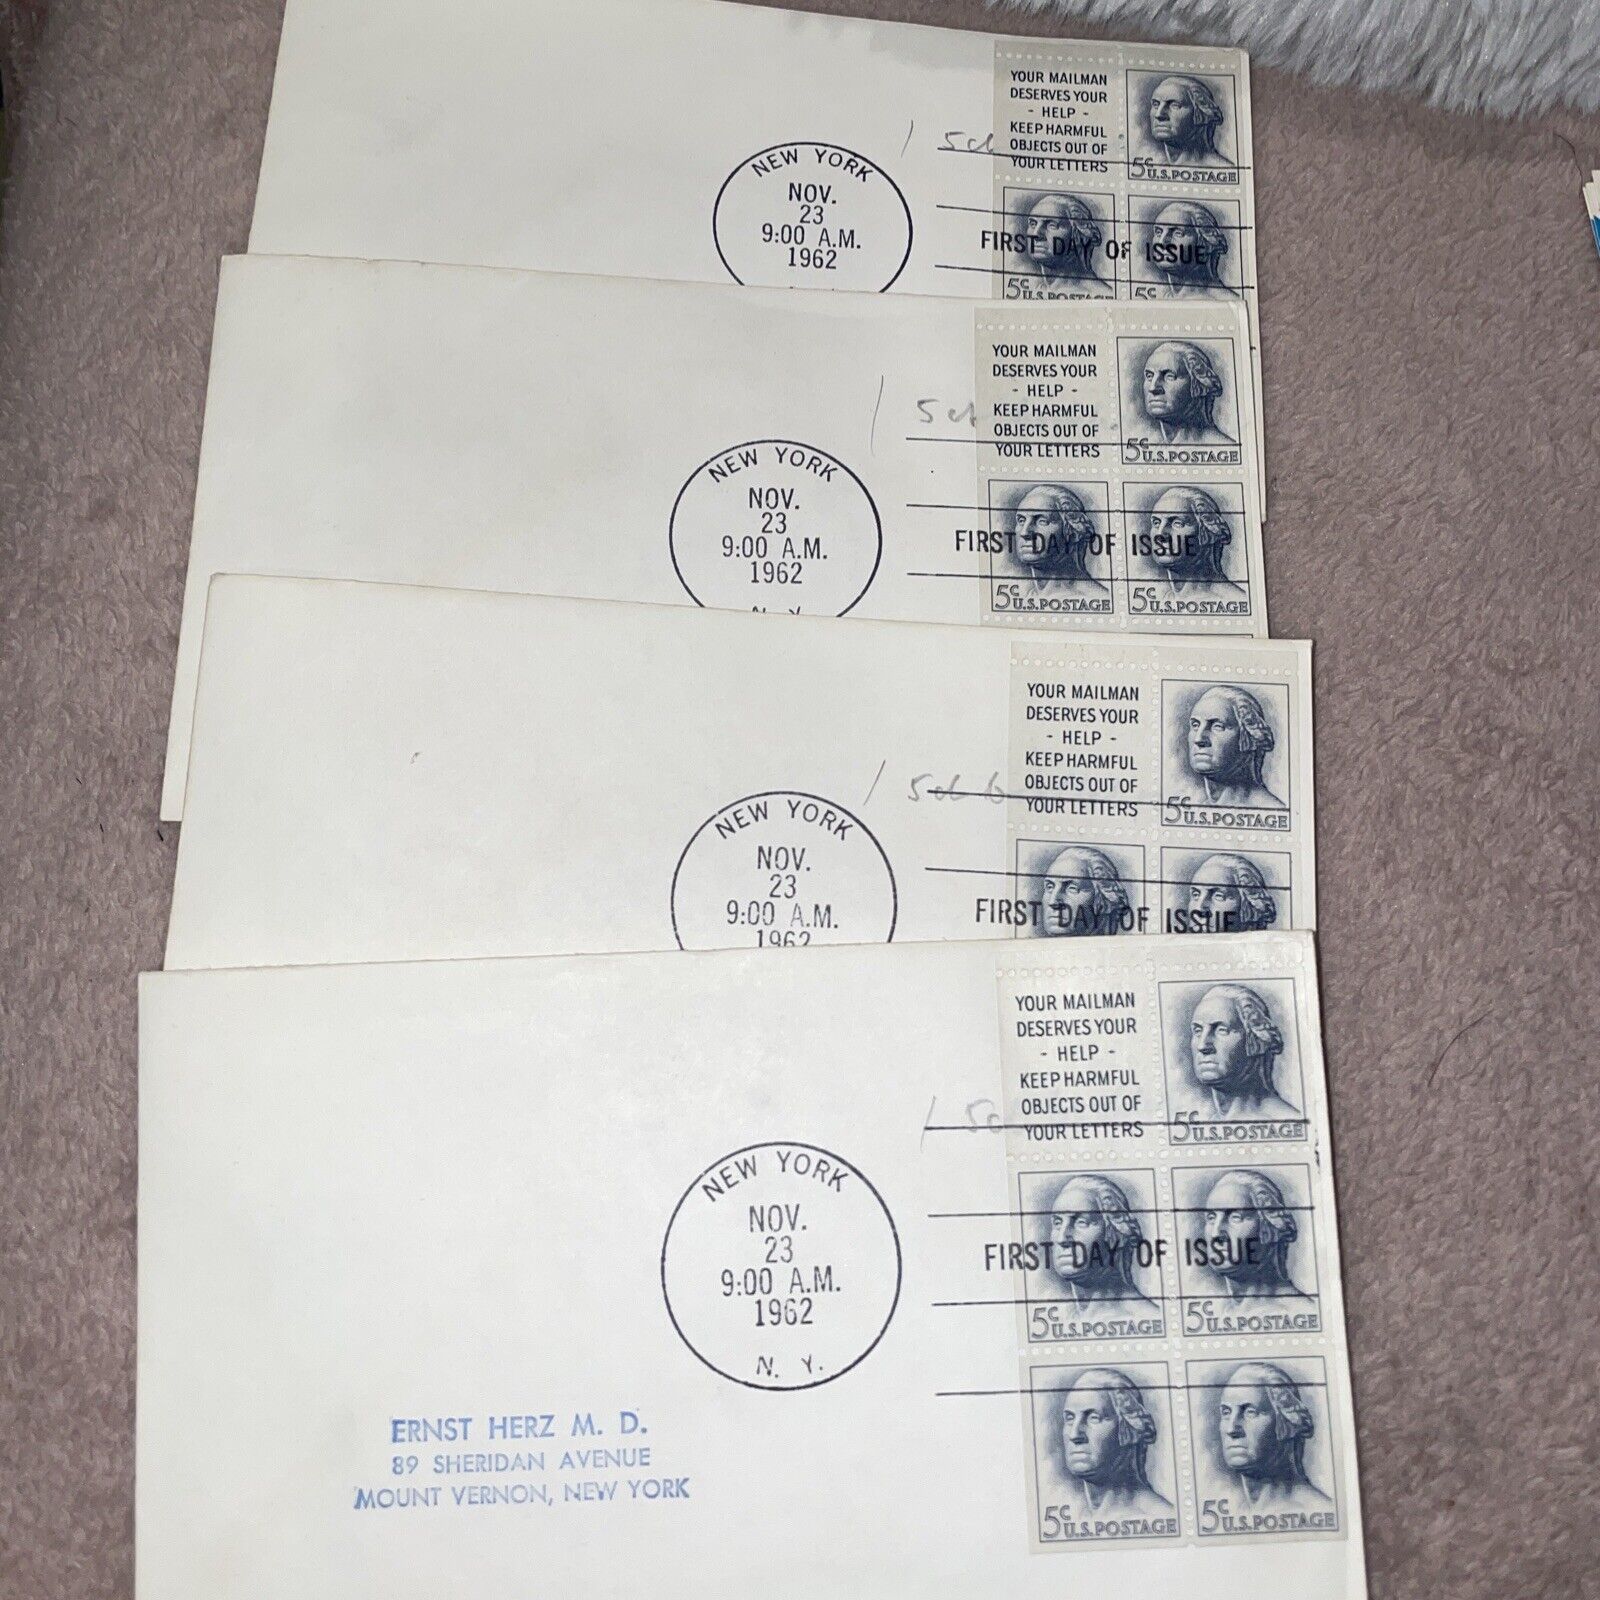 YOUR MAILMAN
DESERVES YOUR
- HELP -
KEEP HARMFUL
OBJECTS OUT OF
YOUR LETTERS
5c U.S. POSTAGE
NEW YORK
NOV.
23
9:00 A.M.
1962
FIRST DAY OF ISSUE
5c U.S. POSTAGE
5c
YOUR MAILMAN
DESERVES YOUR
- HELP -
KEEP HARMFUL
OBJECTS OUT OF
YOUR LETTERS
5c U.S. POSTAGE
NEW YORK
NOV.
23
9:00 A.M.
1962
N. Y.
FIRST DAY OF ISSUE
5c U.S. POSTAGE
5c U.S. POSTAGE
YOUR MAILMAN
DESERVES YOUR
- HELP -
KEEP HARMFUL
OBJECTS OUT OF
YOUR LETTERS
5c U.S. POSTAGE
NEW YORK
NOV.
23
9:00 A.M.
1962
FIRST DAY OF ISSUE
YOUR MAILMAN
DESERVES YOUR
- HELP -
KEEP HARMFUL
OBJECTS OUT OF
YOUR LETTERS
5c U.S. POSTAGE
NEW YORK
NOV.
23
9:00 A.M.
1962
N. Y.
FIRST DAY OF ISSUE
5c U.S. POSTAGE
5c U.S. POSTAGE
5c U.S. POSTAGE
5c U.S. POSTAGE
ERNST HERZ M. D.
89 SHERIDAN AVENUE
MOUNT VERNON, NEW YORK